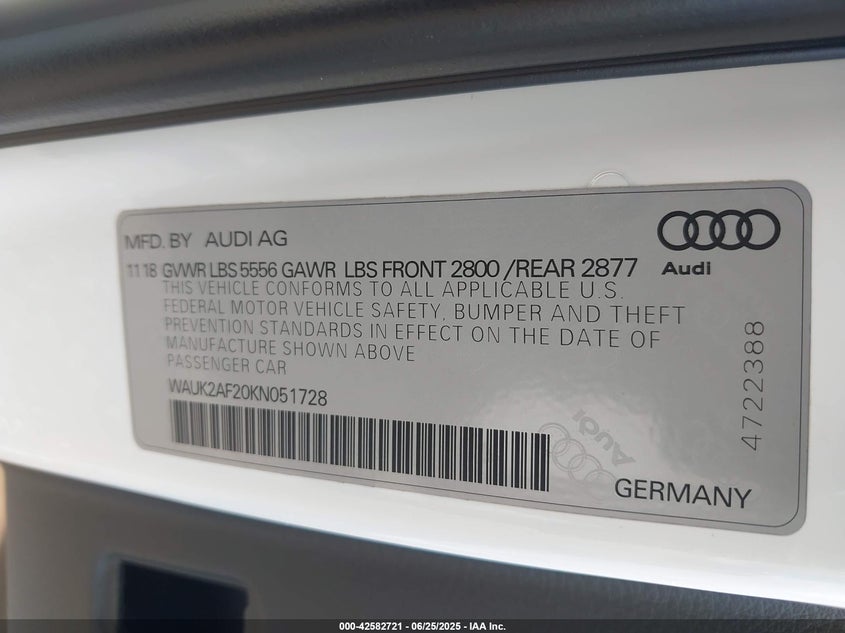 MFD. BY AUDI AG
Audi
11 18 GVWR LBS 5556 GAWR LBS FRONT 2800 /REAR 2877
THIS VEHICLE CONFORMS TO ALL APPLICABLE U.S.
FEDERAL MOTOR VEHICLE SAFETY, BUMPER AND THEFT
PREVENTION STANDARDS IN EFFECT ON THE DATE OF
MANUFACTURE SHOWN ABOVE
PASSENGER CAR
WAUK2AF20KN051728
Audi
4722388
GERMANY
000-42582721 - 06/25/2025 - IAA Inc.